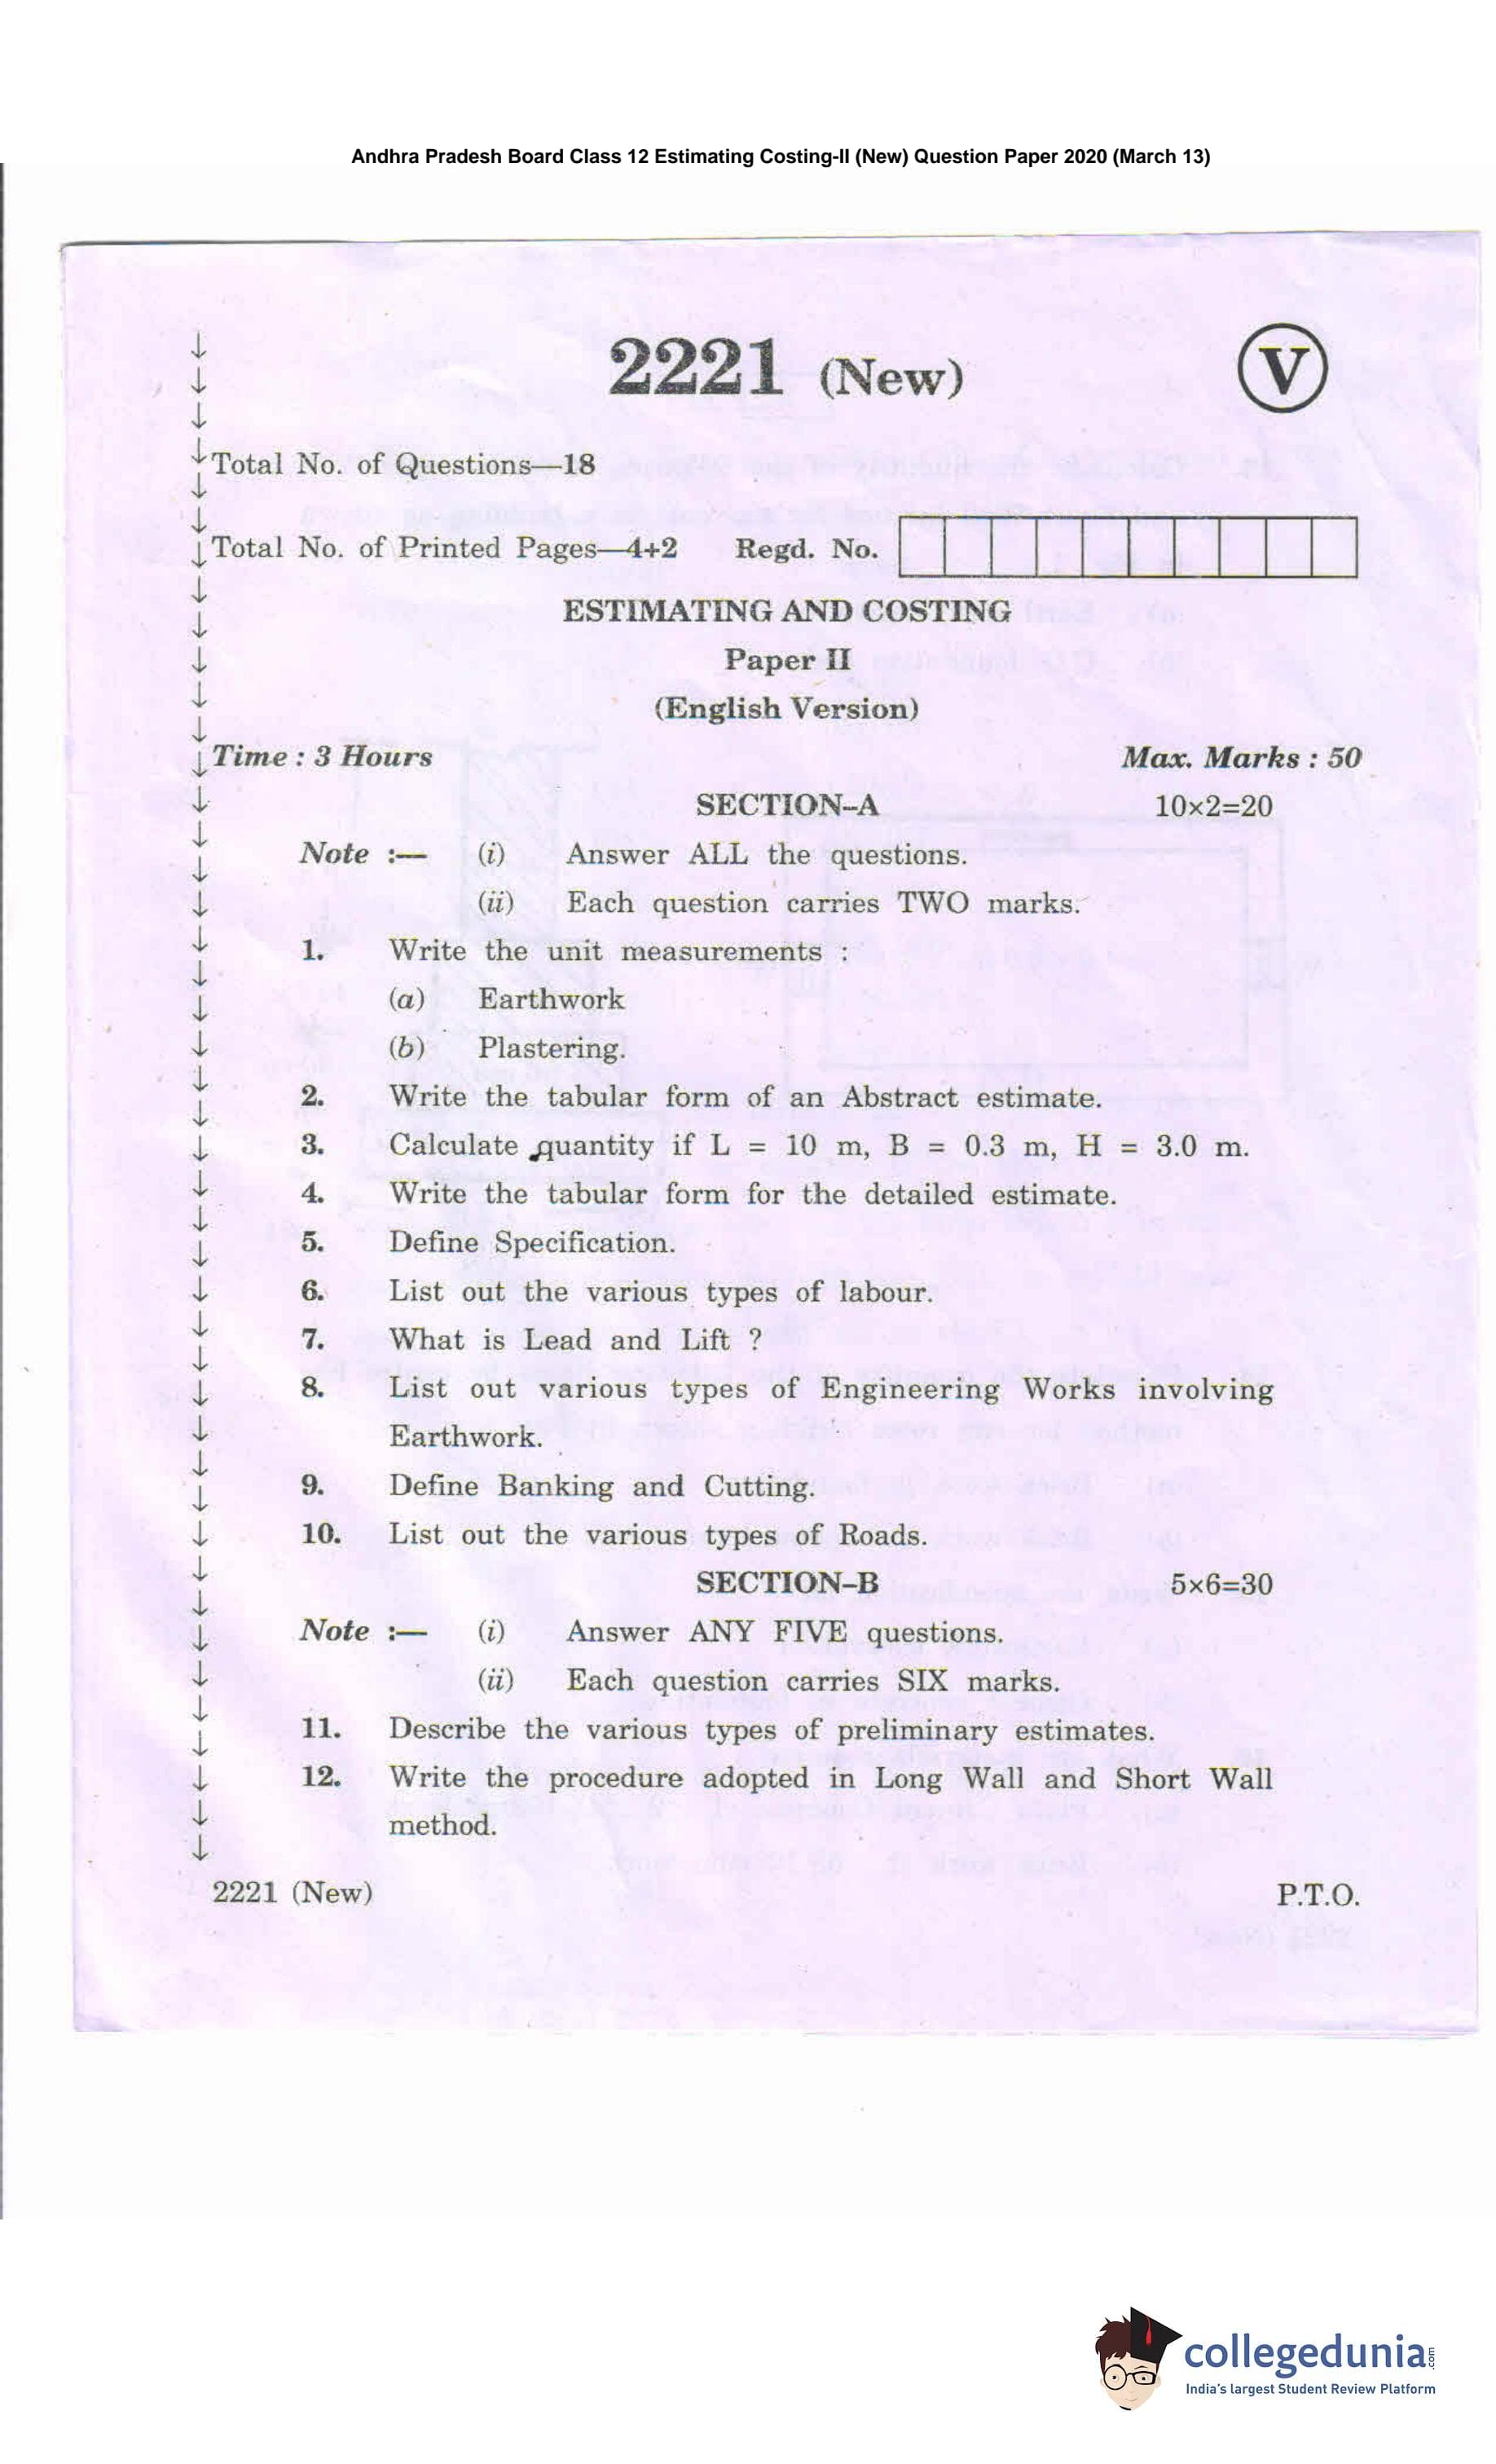 Andhra Pradesh Board Class 12 Estimating Costing-II (New) Question Paper 2020 (March 13)
2221 (New)
V
Total No. of Questions—18
Total No. of Printed Pages—4+2 Regd. No.
ESTIMATING AND COSTING
Paper II
(English Version)
Time : 3 Hours Max. Marks : 50
SECTION–A 10×2=20
Note :— (i) Answer ALL the questions.
(ii) Each question carries TWO marks.
1. Write the unit measurements :
(a) Earthwork
(b) Plastering.
2. Write the tabular form of an Abstract estimate.
3. Calculate quantity if L = 10 m, B = 0.3 m, H = 3.0 m.
4. Write the tabular form for the detailed estimate.
5. Define Specification.
6. List out the various types of labour.
7. What is Lead and Lift ?
8. List out various types of Engineering Works involving
Earthwork.
9. Define Banking and Cutting.
10. List out the various types of Roads.
SECTION–B 5×6=30
Note :— (i) Answer ANY FIVE questions.
(ii) Each question carries SIX marks.
11. Describe the various types of preliminary estimates.
12. Write the procedure adopted in Long Wall and Short Wall
method.
2221 (New) P.T.O.
collegedunia.com
India's largest Student Review Platform